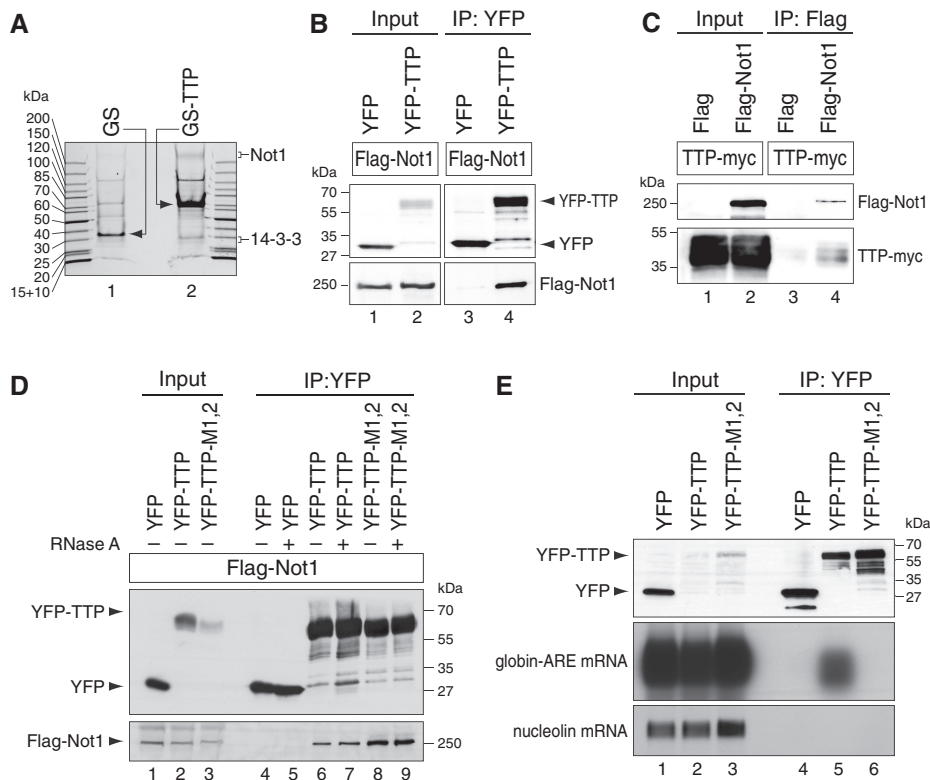 A
kDa
200
150
120
100
85
70
60
50
40
30
25
20
15+10
GS
GS-TTP
Not1
14-3-3
1 2
B
Input IP: YFP
YFP YFP-TTP YFP YFP-TTP
Flag-Not1 Flag-Not1
kDa
70
55
35
27
250
YFP-TTP
YFP
Flag-Not1
1 2 3 4
C
Input IP: Flag
Flag Flag-Not1 Flag Flag-Not1
TTP-myc TTP-myc
kDa
250
55
35
Flag-Not1
TTP-myc
1 2 3 4
D
Input IP:YFP
YFP YFP-TTP YFP-TTP-M1,2 YFP YFP YFP-TTP YFP-TTP YFP-TTP-M1,2 YFP-TTP-M1,2
RNase A – – – – + – + – +
Flag-Not1
kDa
YFP-TTP
YFP
Flag-Not1
70
55
35
27
250
1 2 3 4 5 6 7 8 9
E
Input IP: YFP
YFP YFP-TTP YFP-TTP-M1,2 YFP YFP-TTP YFP-TTP-M1,2
kDa
YFP-TTP
YFP
70
55
35
27
globin-ARE mRNA
nucleolin mRNA
1 2 3 4 5 6